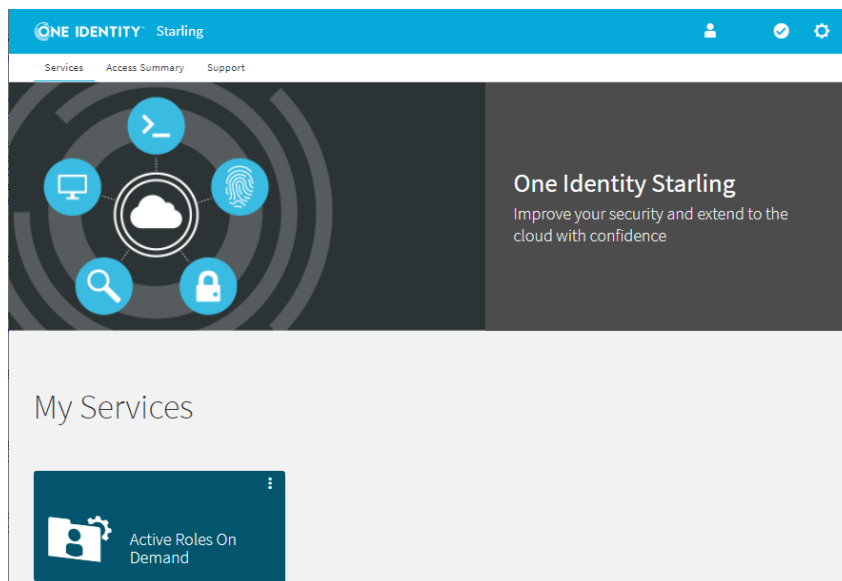 ONE IDENTITY Starling
Services Access Summary Support
One Identity Starling
Improve your security and extend to the
cloud with confidence
My Services
Active Roles On
Demand